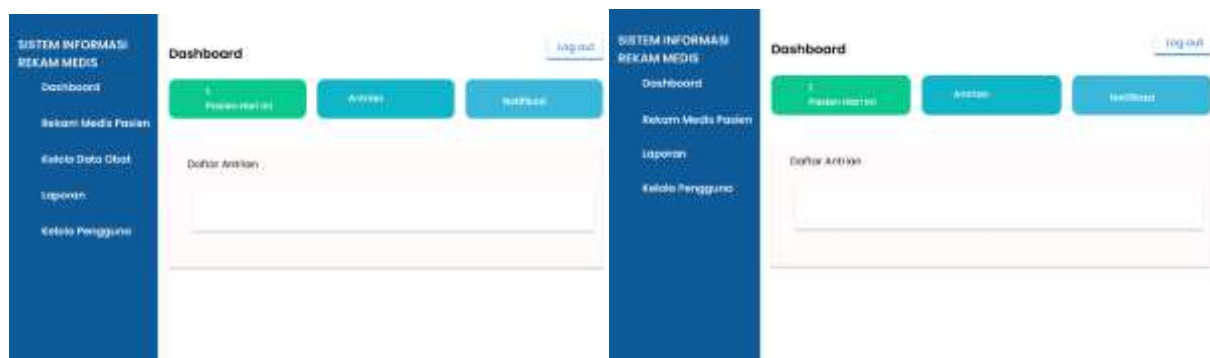 SISTEM INFORMASI
REKAM MEDIS
Dashboard
Rekam Medis Pasien
Kelola Data Obat
Laporan
Kelola Pengguna
Dashboard
Log out
1
Pasien Hari Ini
Antrian
Notifikasi
Daftar Antrian
SISTEM INFORMASI
REKAM MEDIS
Dashboard
Rekam Medis Pasien
Laporan
Kelola Pengguna
Dashboard
Log out
1
Pasien Hari Ini
Antrian
Notifikasi
Daftar Antrian